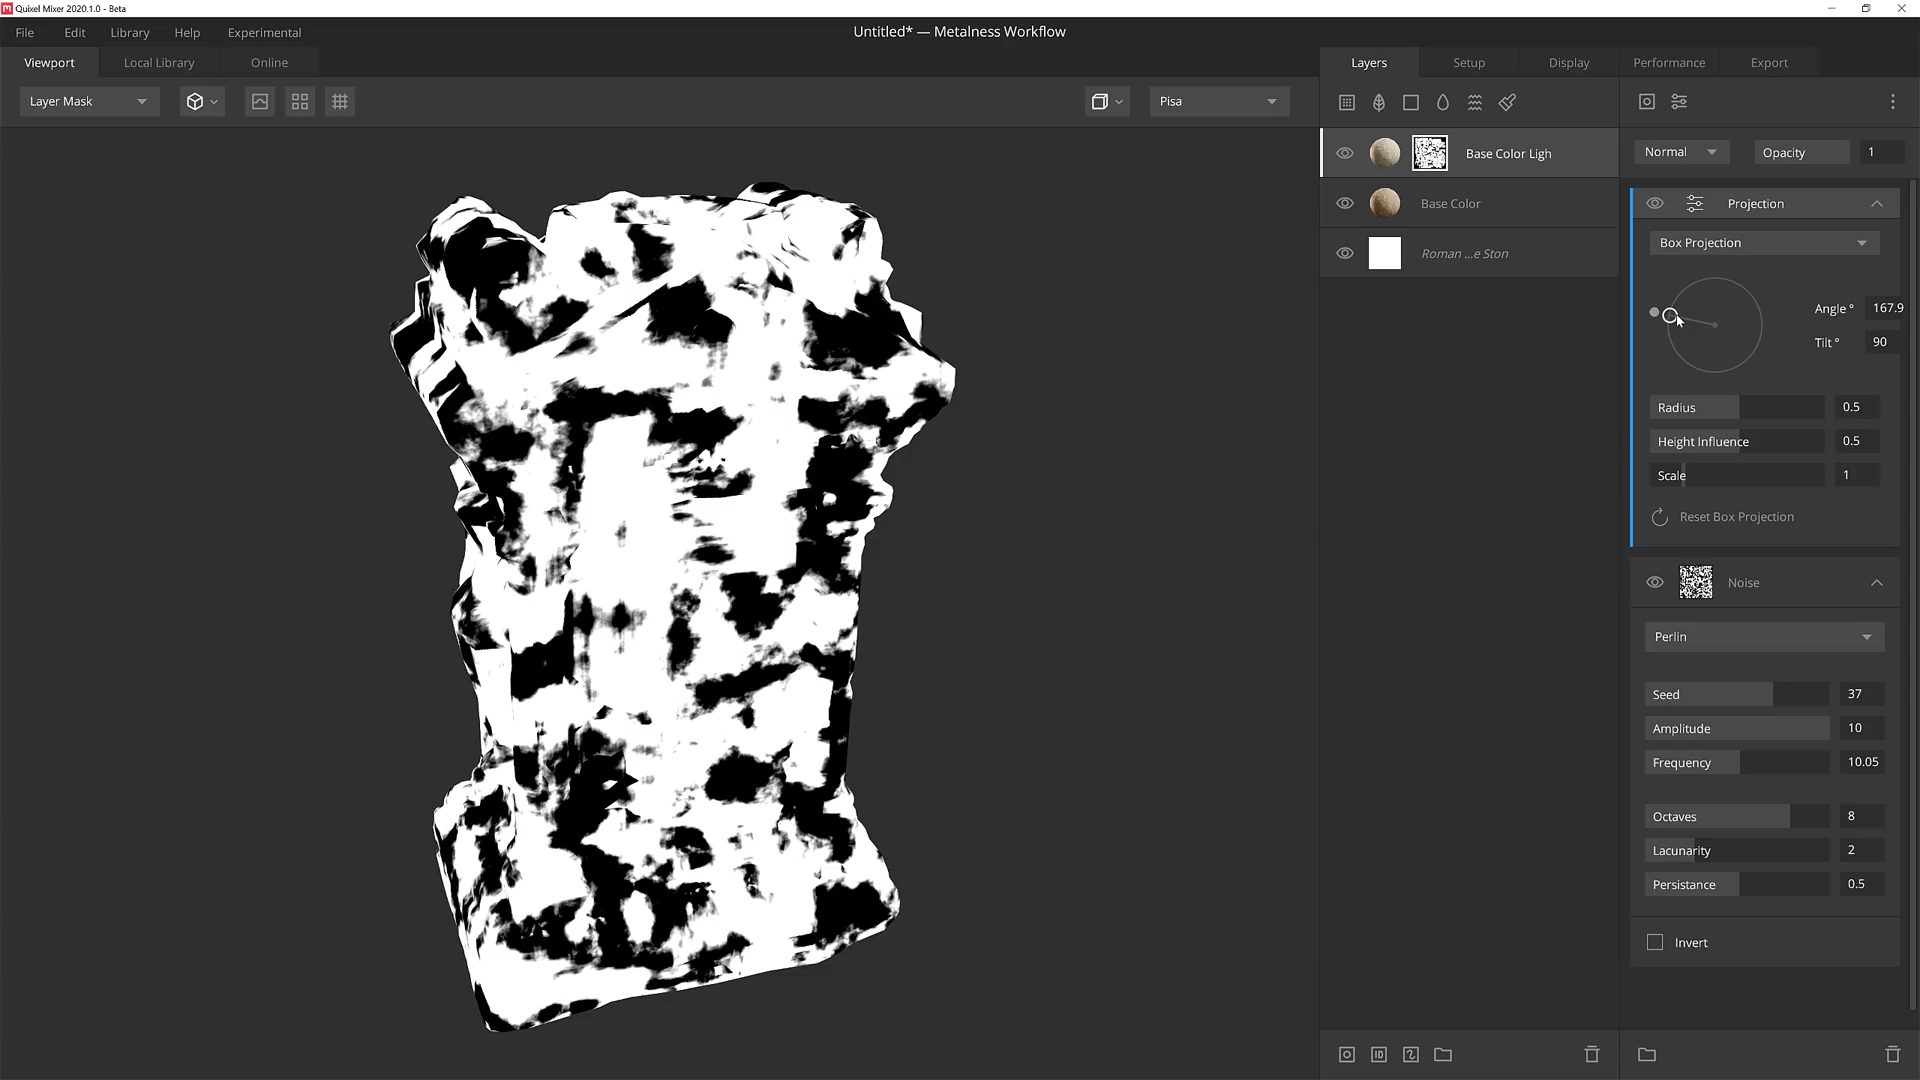 Quixel Mixer 2020.1.0 - Beta
File Edit Library Help Experimental
Untitled* — Metalness Workflow
Viewport Local Library Online
Layers Setup Display Performance Export
Layer Mask
Pisa
Base Color Ligh
Base Color
Roman ...e Ston
Normal Opacity 1
Projection
Box Projection
Angle ° 167.9
Tilt ° 90
Radius 0.5
Height Influence 0.5
Scale 1
Reset Box Projection
Noise
Perlin
Seed 37
Amplitude 10
Frequency 10.05
Octaves 8
Lacunarity 2
Persistance 0.5
Invert